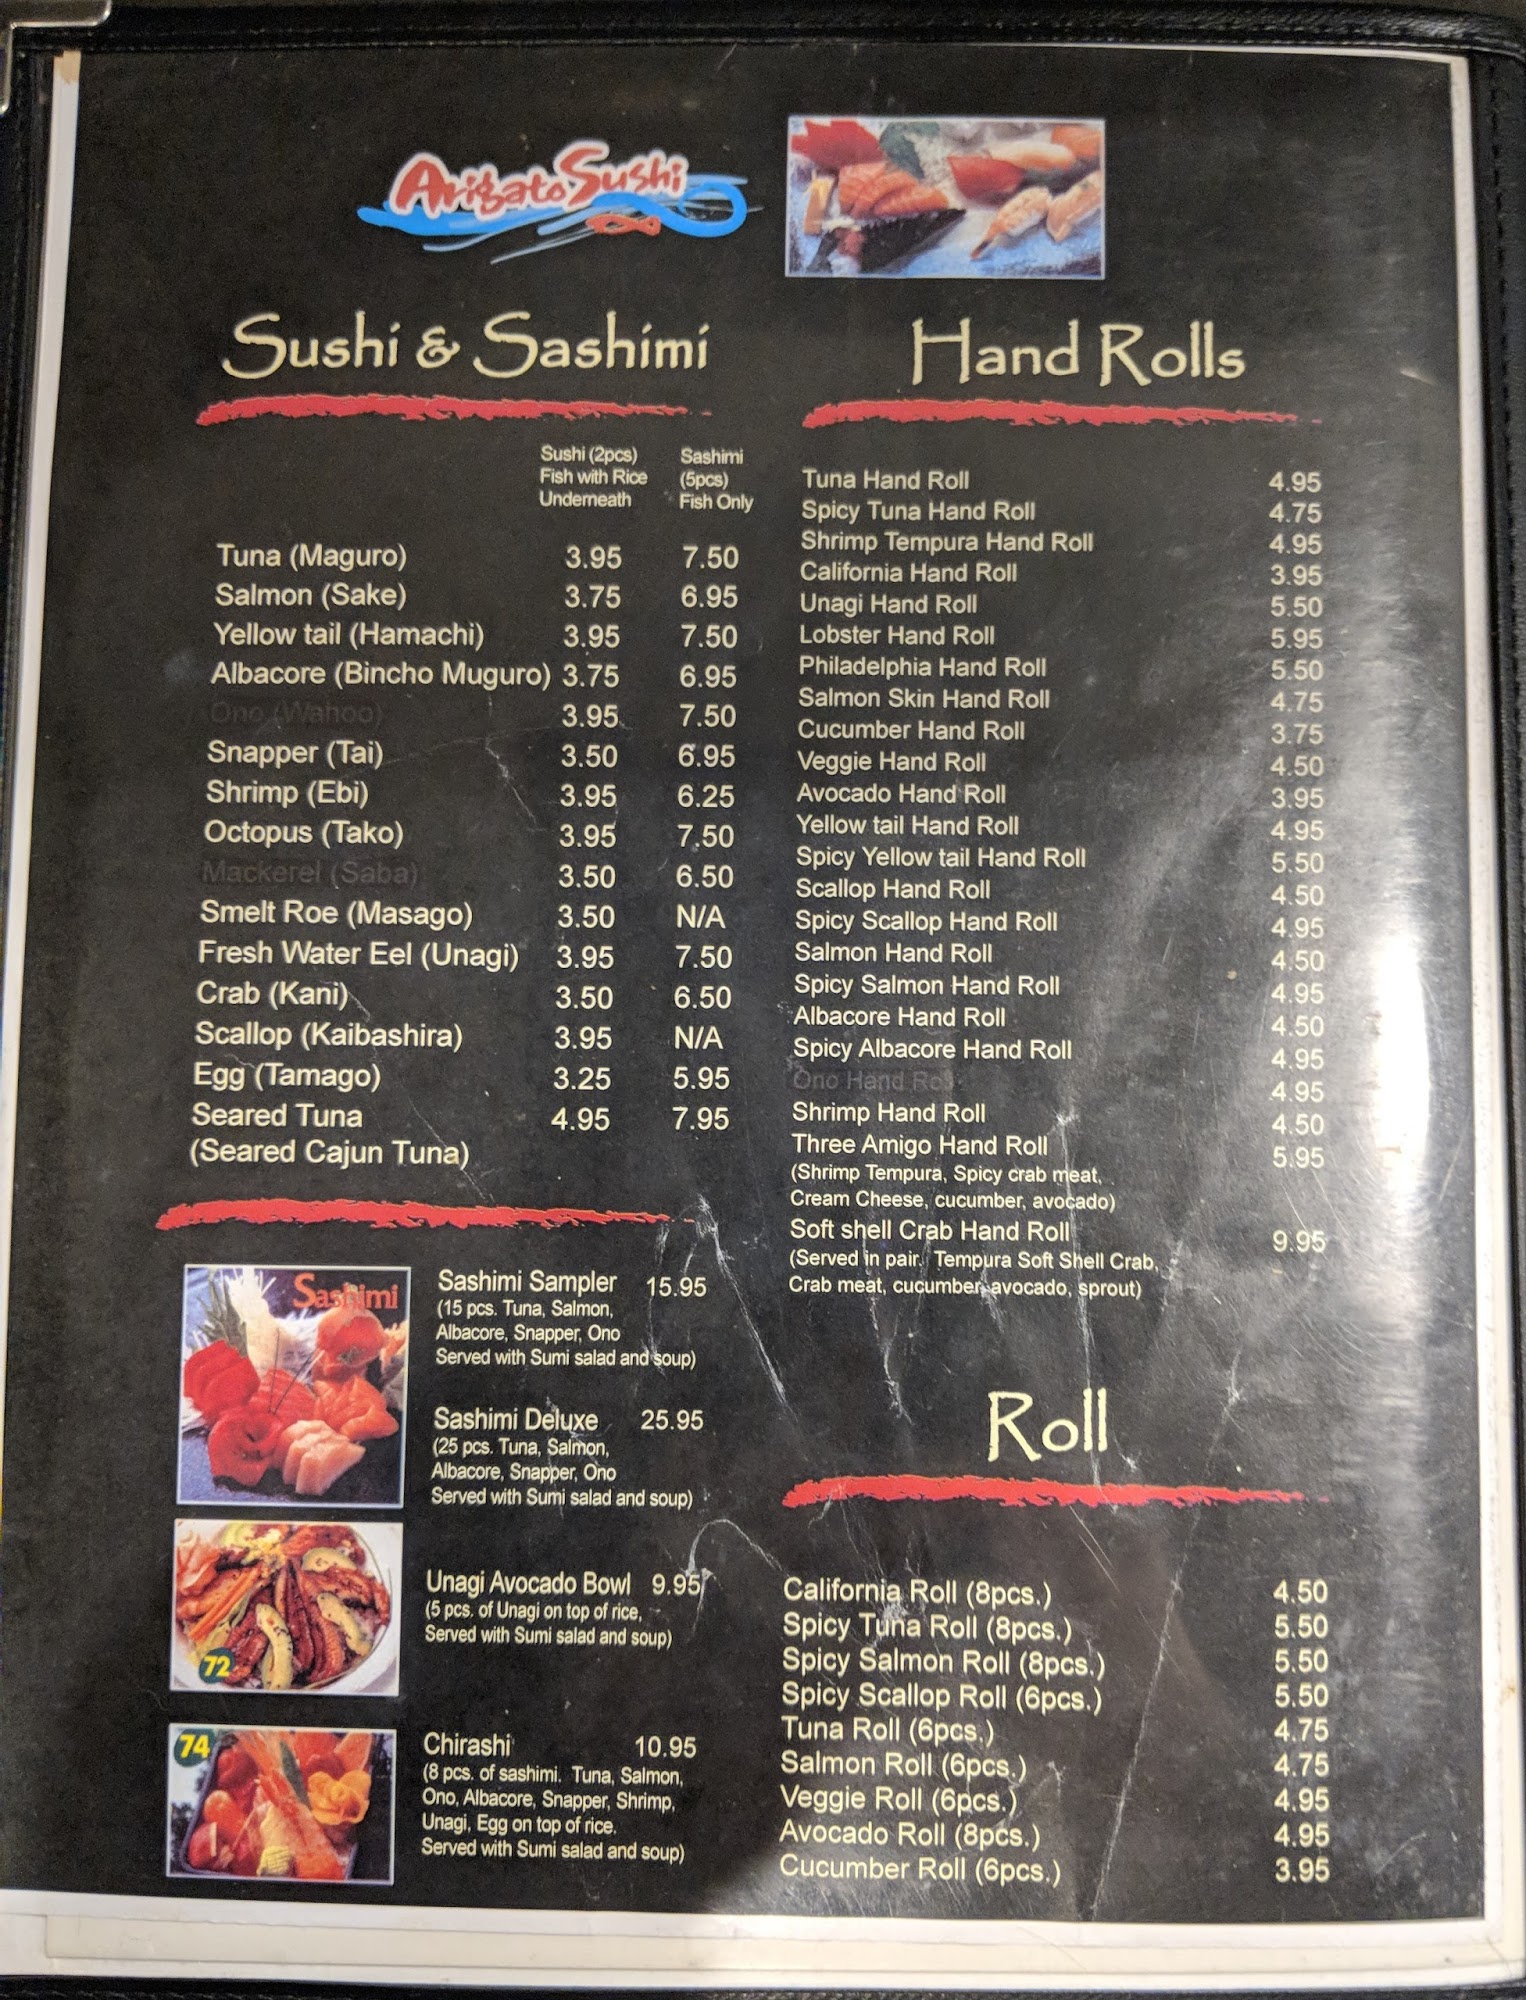 Arigato Sushi
Sushi & Sashimi
Sushi (2pcs) Sashimi
Fish with Rice (5pcs)
Underneath Fish Only
Tuna (Maguro) 3.95 7.50
Salmon (Sake) 3.75 6.95
Yellow tail (Hamachi) 3.95 7.50
Albacore (Bincho Muguro) 3.75 6.95
Ono (Wahoo) 3.95 7.50
Snapper (Tai) 3.50 6.95
Shrimp (Ebi) 3.95 6.25
Octopus (Tako) 3.95 7.50
Mackerel (Saba) 3.50 6.50
Smelt Roe (Masago) 3.50 N/A
Fresh Water Eel (Unagi) 3.95 7.50
Crab (Kani) 3.50 6.50
Scallop (Kaibashira) 3.95 N/A
Egg (Tamago) 3.25 5.95
Seared Tuna 4.95 7.95
(Seared Cajun Tuna)
Sashimi
Sashimi Sampler 15.95
(15 pcs. Tuna, Salmon,
Albacore, Snapper, Ono
Served with Sumi salad and soup)
Sashimi Deluxe 25.95
(25 pcs. Tuna, Salmon,
Albacore, Snapper, Ono
Served with Sumi salad and soup)
72
Unagi Avocado Bowl 9.95
(5 pcs. of Unagi on top of rice,
Served with Sumi salad and soup)
74
Chirashi 10.95
(8 pcs. of sashimi. Tuna, Salmon,
Ono, Albacore, Snapper, Shrimp,
Unagi, Egg on top of rice.
Served with Sumi salad and soup)
Hand Rolls
Tuna Hand Roll 4.95
Spicy Tuna Hand Roll 4.75
Shrimp Tempura Hand Roll 4.95
California Hand Roll 3.95
Unagi Hand Roll 5.50
Lobster Hand Roll 5.95
Philadelphia Hand Roll 5.50
Salmon Skin Hand Roll 4.75
Cucumber Hand Roll 3.75
Veggie Hand Roll 4.50
Avocado Hand Roll 3.95
Yellow tail Hand Roll 4.95
Spicy Yellow tail Hand Roll 5.50
Scallop Hand Roll 4.50
Spicy Scallop Hand Roll 4.95
Salmon Hand Roll 4.50
Spicy Salmon Hand Roll 4.95
Albacore Hand Roll 4.50
Spicy Albacore Hand Roll 4.95
Ono Hand Roll 4.95
Shrimp Hand Roll 4.50
Three Amigo Hand Roll 5.95
(Shrimp Tempura, Spicy crab meat,
Cream Cheese, cucumber, avocado)
Soft shell Crab Hand Roll 9.95
(Served in pair. Tempura Soft Shell Crab,
Crab meat, cucumber, avocado, sprout)
Roll
California Roll (8pcs.) 4.50
Spicy Tuna Roll (8pcs.) 5.50
Spicy Salmon Roll (8pcs.) 5.50
Spicy Scallop Roll (6pcs.) 5.50
Tuna Roll (6pcs.) 4.75
Salmon Roll (6pcs.) 4.75
Veggie Roll (6pcs.) 4.95
Avocado Roll (8pcs.) 4.95
Cucumber Roll (6pcs.) 3.95